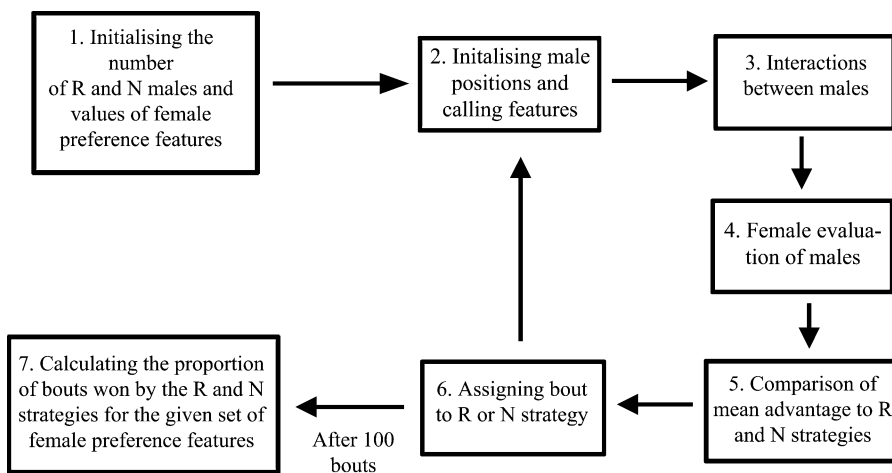 1. Initialising the
number
of R and N males and
values of female
preference features
2. Initalising male
positions and
calling features
3. Interactions
between males
4. Female evalua-
tion of males
5. Comparison of
mean advantage to R
and N strategies
6. Assigning bout
to R or N strategy
After 100
bouts
7. Calculating the proportion
of bouts won by the R and N
strategies for the given set of
female preference features